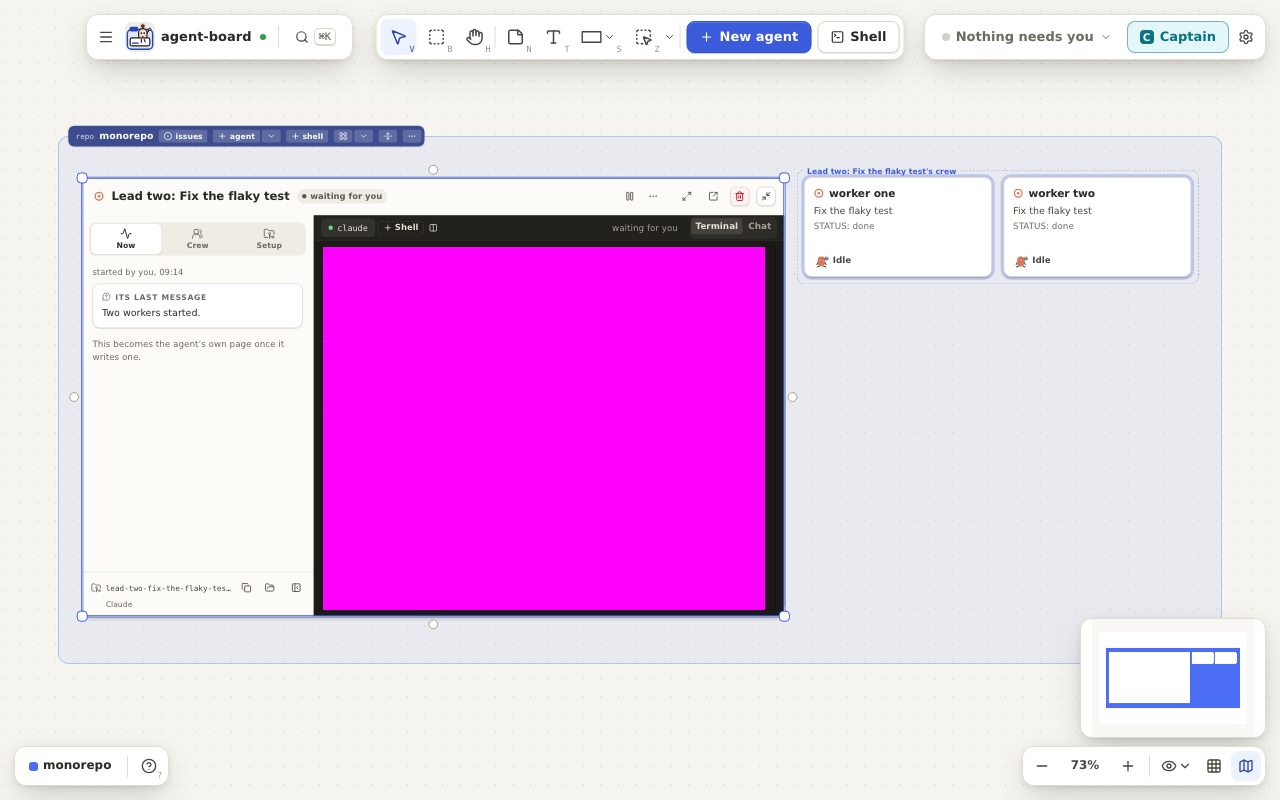 agent-board
⌘K
V
B
H
N
T
S
Z
New agent
Shell
Nothing needs you
C Captain
repo monorepo issues + agent + shell
Lead two: Fix the flaky test
waiting for you
Now
Crew
Setup
started by you, 09:14
ITS LAST MESSAGE
Two workers started.
This becomes the agent's own page once it
writes one.
lead-two-fix-the-flaky-tes…
Claude
claude
+ Shell
waiting for you
Terminal
Chat
Lead two: Fix the flaky test's crew
worker one
Fix the flaky test
STATUS: done
Idle
worker two
Fix the flaky test
STATUS: done
Idle
monorepo
?
73%